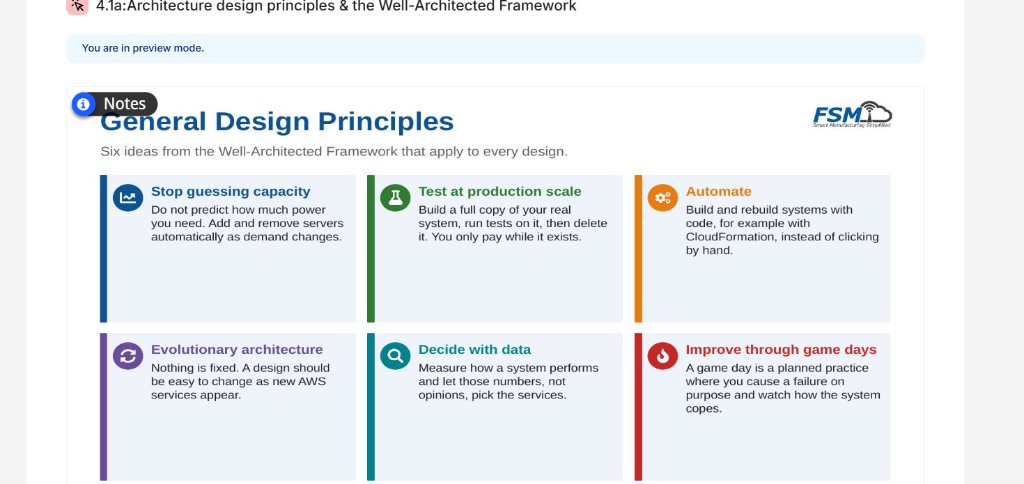 4.1a:Architecture design principles & the Well-Architected Framework
You are in preview mode.
Notes
General Design Principles
FSM
Smart Manufacturing Simplified
Six ideas from the Well-Architected Framework that apply to every design.
Stop guessing capacity
Do not predict how much power
you need. Add and remove servers
automatically as demand changes.
Test at production scale
Build a full copy of your real
system, run tests on it, then delete
it. You only pay while it exists.
Automate
Build and rebuild systems with
code, for example with
CloudFormation, instead of clicking
by hand.
Evolutionary architecture
Nothing is fixed. A design should
be easy to change as new AWS
services appear.
Decide with data
Measure how a system performs
and let those numbers, not
opinions, pick the services.
Improve through game days
A game day is a planned practice
where you cause a failure on
purpose and watch how the system
copes.